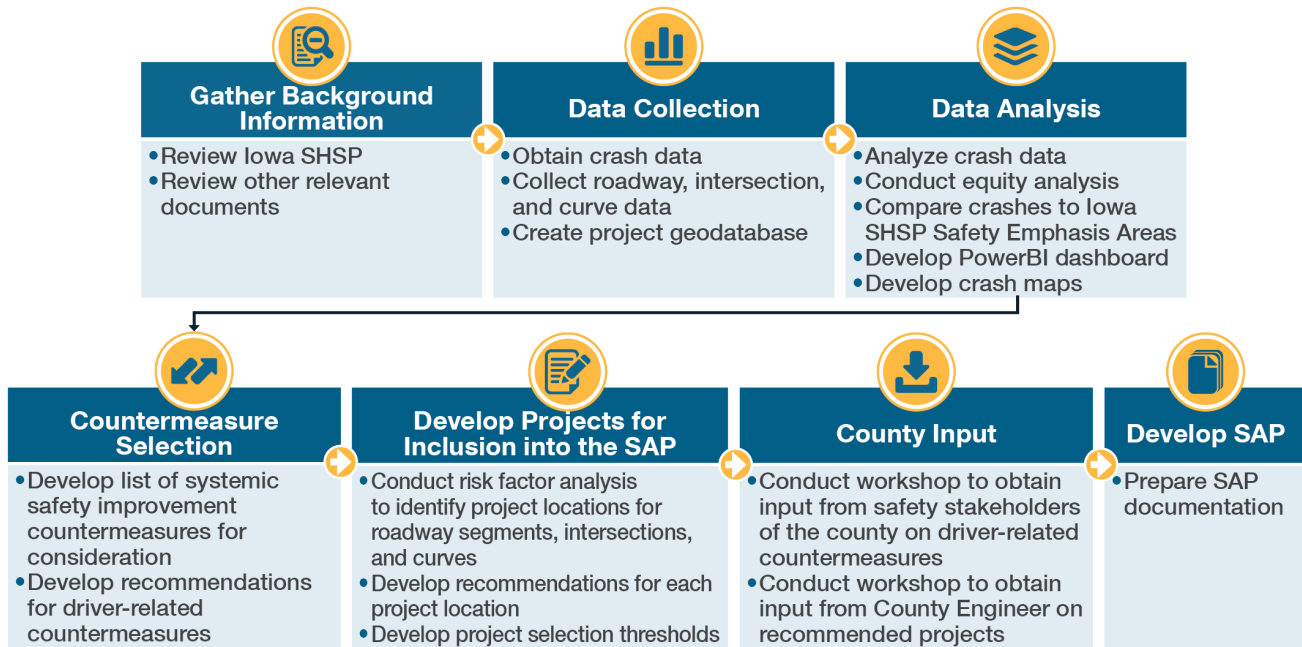 Gather Background
Information
• Review Iowa SHSP
• Review other relevant
documents
Data Collection
• Obtain crash data
• Collect roadway, intersection,
and curve data
• Create project geodatabase
Data Analysis
• Analyze crash data
• Conduct equity analysis
• Compare crashes to Iowa
SHSP Safety Emphasis Areas
• Develop PowerBI dashboard
• Develop crash maps
Countermeasure
Selection
• Develop list of systemic
safety improvement
countermeasures for
consideration
• Develop recommendations
for driver-related
countermeasures
Develop Projects for
Inclusion into the SAP
• Conduct risk factor analysis
to identify project locations for
roadway segments, intersections,
and curves
• Develop recommendations for each
project location
• Develop project selection thresholds
County Input
• Conduct workshop to obtain
input from safety stakeholders
of the county on driver-related
countermeasures
• Conduct workshop to obtain
input from County Engineer on
recommended projects
Develop SAP
• Prepare SAP
documentation